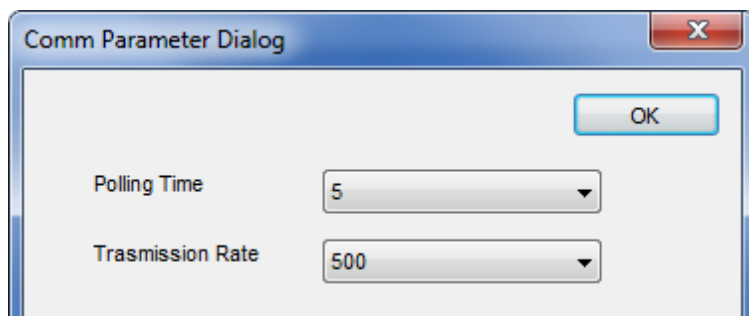 Comm Parameter Dialog
OK
Polling Time 5
Trasmission Rate 500